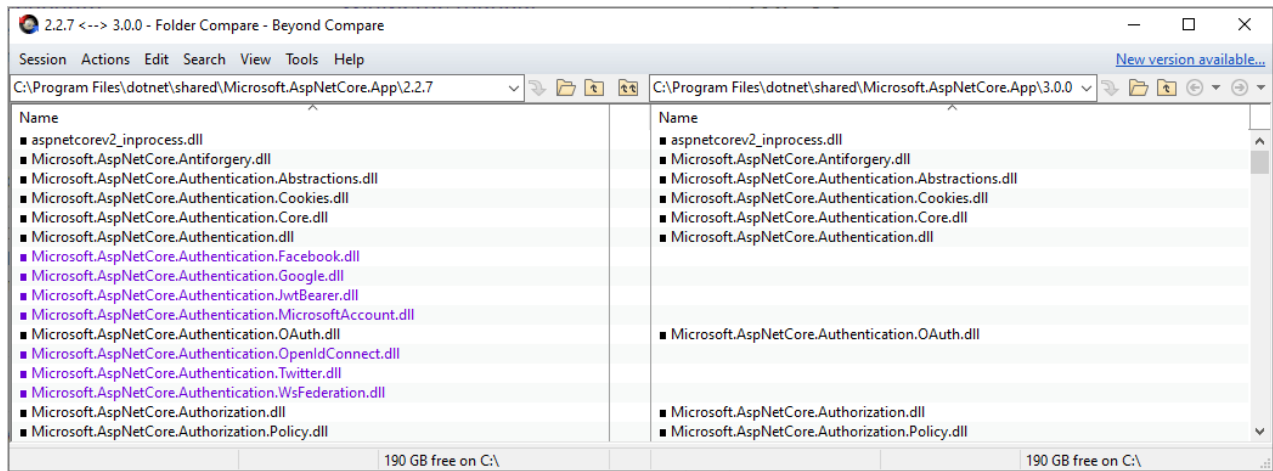 2.2.7 <--> 3.0.0 - Folder Compare - Beyond Compare
Session Actions Edit Search View Tools Help New version available...
C:\Program Files\dotnet\shared\Microsoft.AspNetCore.App\2.2.7 C:\Program Files\dotnet\shared\Microsoft.AspNetCore.App\3.0.0
Name Name
aspnetcorev2_inprocess.dll aspnetcorev2_inprocess.dll
Microsoft.AspNetCore.Antiforgery.dll Microsoft.AspNetCore.Antiforgery.dll
Microsoft.AspNetCore.Authentication.Abstractions.dll Microsoft.AspNetCore.Authentication.Abstractions.dll
Microsoft.AspNetCore.Authentication.Cookies.dll Microsoft.AspNetCore.Authentication.Cookies.dll
Microsoft.AspNetCore.Authentication.Core.dll Microsoft.AspNetCore.Authentication.Core.dll
Microsoft.AspNetCore.Authentication.dll Microsoft.AspNetCore.Authentication.dll
Microsoft.AspNetCore.Authentication.Facebook.dll
Microsoft.AspNetCore.Authentication.Google.dll
Microsoft.AspNetCore.Authentication.JwtBearer.dll
Microsoft.AspNetCore.Authentication.MicrosoftAccount.dll
Microsoft.AspNetCore.Authentication.OAuth.dll Microsoft.AspNetCore.Authentication.OAuth.dll
Microsoft.AspNetCore.Authentication.OpenIdConnect.dll
Microsoft.AspNetCore.Authentication.Twitter.dll
Microsoft.AspNetCore.Authentication.WsFederation.dll
Microsoft.AspNetCore.Authorization.dll Microsoft.AspNetCore.Authorization.dll
Microsoft.AspNetCore.Authorization.Policy.dll Microsoft.AspNetCore.Authorization.Policy.dll
190 GB free on C:\ 190 GB free on C:\